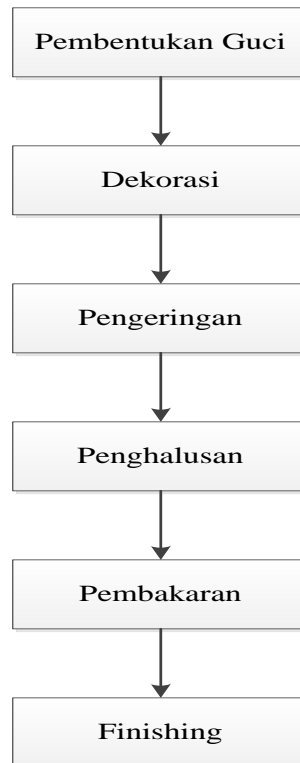 Pembentukan Guci
Dekorasi
Pengeringan
Penghalusan
Pembakaran
Finishing